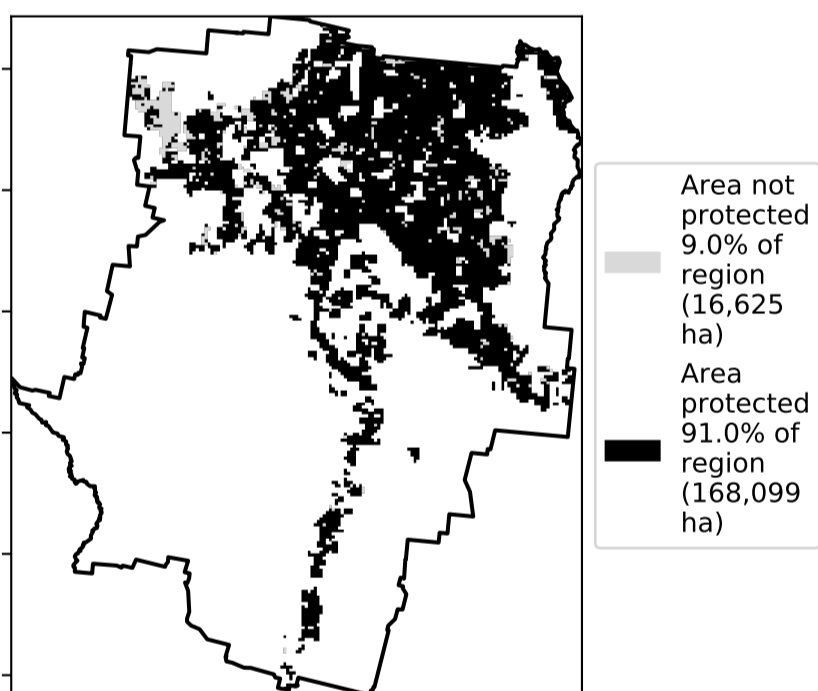 Area not
protected
9.0% of
region
(16,625
ha)
Area
protected
91.0% of
region
(168,099
ha)